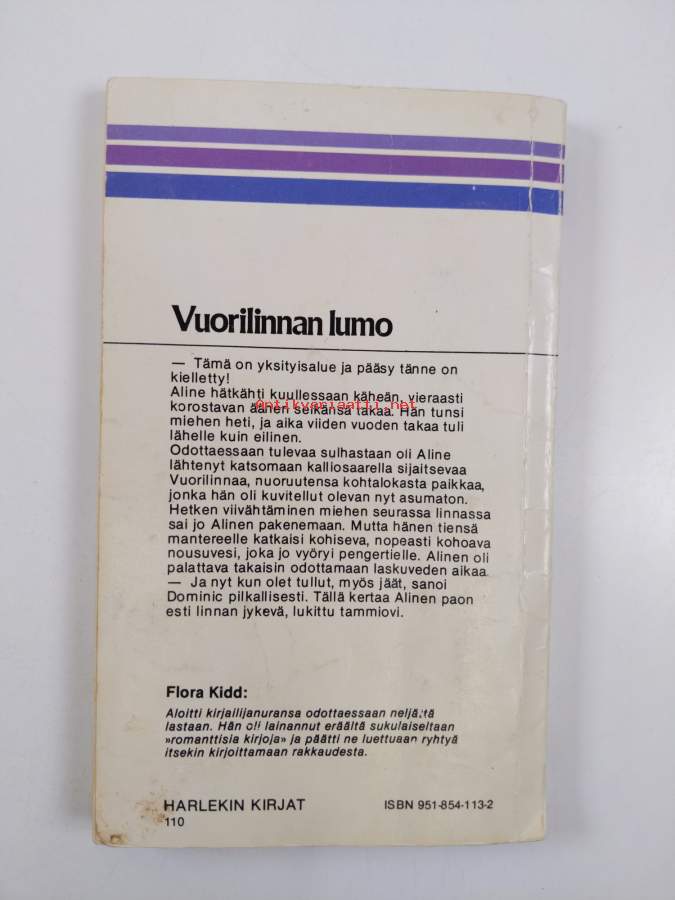 Vuorilinnan lumo
— Tämä on yksityisalue ja pääsy tänne on
kielletty!
Aline hätkähti kuullessaan käheän, vieraasti
korostavan äänen selkänsä takaa. Hän tunsi
Antikvariaatti.net
miehen heti, ja aika viiden vuoden takaa tuli
lähelle kuin eilinen.
Odottaessaan tulevaa sulhastaan oli Aline
lähtenyt katsomaan kalliosaarella sijaitsevaa
Vuorilinnaa, nuoruutensa kohtalokasta paikkaa,
jonka hän oli kuvitellut olevan nyt asumaton.
Hetken viivähtäminen miehen seurassa linnassa
sai jo Alinen pakenemaan. Mutta hänen tiensä
mantereelle katkaisi kohiseva, nopeasti kohoava
nousuvesi, joka jo vyöryi pengertielle. Alinen oli
palattava takaisin odottamaan laskuveden aikaa.
— Ja nyt kun olet tullut, myös jäät, sanoi
Dominic pilkallisesti. Tällä kertaa Alinen paon
esti linnan jykevä, lukittu tammiovi.
Flora Kidd:
Aloitti kirjailijanuransa odottaessaan neljättä
lastaan. Hän oli lainannut eräältä sukulaiseltaan
»romanttisia kirjoja» ja päätti ne luettuaan ryhtyä
itsekin kirjoittamaan rakkaudesta.
HARLEKIN KIRJAT
110
ISBN 951-854-113-2